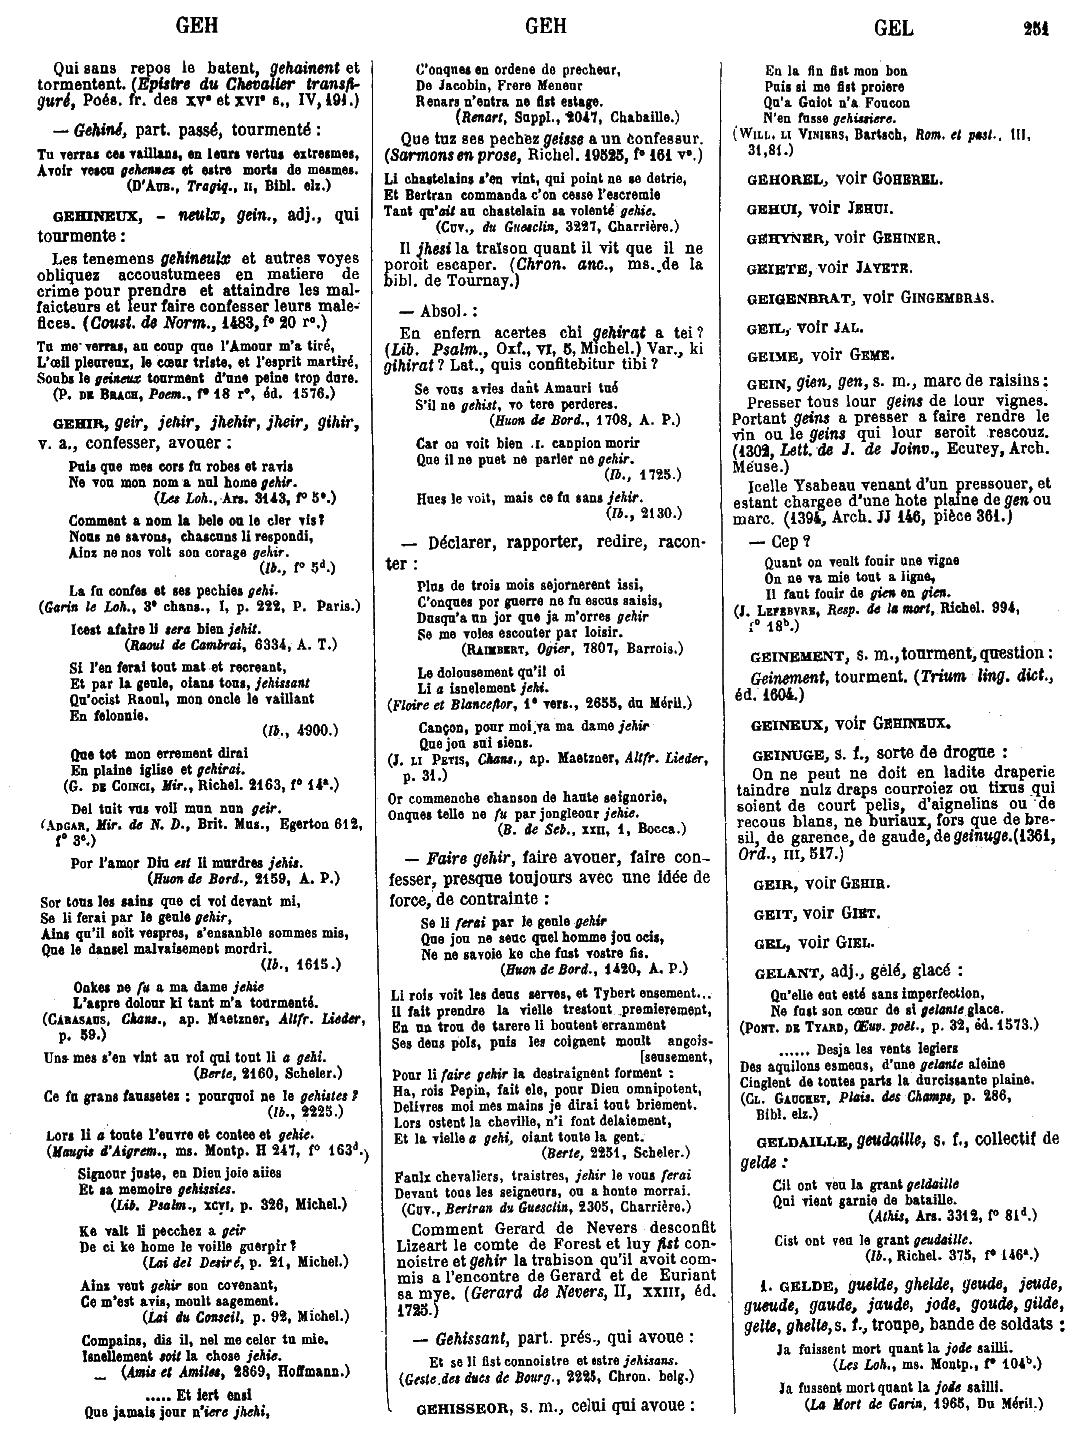 GEH
GEH
GEL
251
Qui sans repos le batent, gehainent et
tormentent. (Epistre du Chevalier transfi-
guré, Poés. fr. des XVᵉ et XVIᵉ s., IV, 191.)
— Gehiné, part. passé, tourmenté :
Tu verras ces vaillans, en leurs vertus extresmes,
Avoir vescu gehennez et estre morts de mesmes.
(D'AUB., Tragiq., II, Bibl. elz.)
GEHINEUX, - neulx, gein., adj., qui
tourmente :
Les tenemens gehineulx et autres voyes
obliquez accoustumees en matiere de
crime pour prendre et attaindre les mal-
faicteurs et leur faire confesser leurs male-
fices. (Coust. de Norm., 1483, fº 20 rº.)
Tu me verras, au coup que l'Amour m'a tiré,
L'œil pleureux, le cœur triste, et l'esprit martiré,
Soubs le geineux tourment d'une peine trop dure.
(P. DE BRACH, Poem., fº 18 rº, éd. 1576.)
GEHIR, geir, jehir, jhehir, jheir, gihir,
v. a., confesser, avouer :
Puis que mes cors fu robes et ravis
Ne vou mon nom a nul home gehir.
(Les Loh., Ars. 3143, fº 5ᵃ.)
Comment a nom la bele ou le cler vis?
Nous ne savons, chascuns li respondi,
Ainz ne nos volt son corage gehir.
(Ib., fº 5ᵈ.)
La fu confes et ses pechies gehi.
(Garin le Loh., 3ᵉ chans., I, p. 222, P. Paris.)
Icest afaire li sera bien jehit.
(Raoul de Cambrai, 6334, A. T.)
Si l'en ferai tout mat et recreant,
Et par la geule, oians tous, jehissant
Qu'ocist Raoul, mon oncle le vaillant
En felonnie.
(Ib., 4900.)
Que tot mon errement dirai
En plaine iglise et gehirai.
(G. DE COINCI, Mir., Richel. 2163, fº 14ᵃ.)
Del tuit vus voil mun nun geir.
(ADGAR, Mir. de N. D., Brit. Mus., Egerton 612,
fº 3ᵃ.)
Por l'amor Diu est li murdres jehis.
(Huon de Bord., 2159, A. P.)
Sor tous les sains que ci voi devant mi,
Se li ferai par le geule gehir,
Ains qu'il soit vespres, s'ensanble sommes mis,
Que le dansel malvaisement mordri.
(Ib., 1615.)
Onkes ne fu a ma dame jehie
L'aspre dolour ki tant m'a tourmenté.
(CARASAUS, Chans., ap. Maetzner, Altfr. Lieder,
p. 59.)
Uns mes s'en vint au roi qui tout li a gehi.
(Berte, 2160, Scheler.)
Ce fu grans faussetez : pourquoi ne le gehistes ?
(Ib., 2225.)
Lors li a toute l'euvre et contee et gehie.
(Maugis d'Aigrem., ms. Montp. H 247, fº 163ᵈ.)
Signour juste, en Dieu joie aiies
Et sa memoire gehissies.
(Lib. Psalm., XCVI, p. 326, Michel.)
Ke valt li pecchez a geir
De ci ke home le voille guerpir?
(Lai del Desiré, p. 21, Michel.)
Ainz veut gehir son covenant,
Ce m'est avis, moult sagement.
(Lai du Conseil, p. 92, Michel.)
Compains, dis il, nel me celer tu mie.
Isnellement soit la chose jehie.
(Amis et Amiles, 2869, Hoffmann.)
..... Et iert ensi
Que jamais jour n'iere jhehi,
C'onques en ordene de precheur,
De Jacobin, Frere Meneur
Renars n'entra ne fist estage.
(Renart, Suppl., 2047, Chabaille.)
Que tuz ses pechez geisse a un confessur.
(Sarmons en prose, Richel. 19525, fº 161 vº.)
Li chastelains s'en vint, qui point ne se detrie,
Et Bertran commanda c'on cesse l'escremie
Tant qu'ait au chastelain sa volenté gehie.
(CUV., du Guesclin, 3227, Charrière.)
Il jhesi la traïson quant il vit que il ne
poroit escaper. (Chron. anc., ms. de la
bibl. de Tournay.)
— Absol. :
En enfern acertes chi gehirat a tei ?
(Lib. Psalm., Oxf., VI, 5, Michel.) Var., ki
gihirat ? Lat., quis confitebitur tibi ?
Se vous avies dant Amauri tué
S'il ne gehist, vo tere perderes.
(Huon de Bord., 1708, A. P.)
Car on voit bien .I. canpion morir
Que il ne puet ne parler ne gehir.
(Ib., 1725.)
Hues le voit, mais ce fu sans jehir.
(Ib., 2130.)
— Déclarer, rapporter, redire, racon-
ter :
Plus de trois mois sejornerent issi,
C'onques por guerre ne fu escus saisis,
Dusqu'a un jor que ja m'orres gehir
Se me voles escouter par loisir.
(RAIMBERT, Ogier, 7807, Barrois.)
Le dolousement qu'il oi
Li a isnelement jehi.
(Floire et Blanceflor, 1ᵉ vers., 2655, du Méril.)
Cançon, pour moi va ma dame jehir
Que jou sui siens.
(J. LI PETIS, Chans., ap. Maetzner, Altfr. Lieder,
p. 31.)
Or commenche chanson de haute seignorie,
Onques telle ne fu par jongleour jehie.
(B. de Seb., XXII, 1, Bocca.)
— Faire gehir, faire avouer, faire con-
fesser, presque toujours avec une idée de
force, de contrainte :
Se li ferai par le geule gehir
Que jou ne seuc quel homme jou ocis,
Ne ne savoie ke che fust vostre fis.
(Huon de Bord., 1420, A. P.)
Li rois voit les deus serves, et Tybert ensement...
Il fait prendre la vielle trestout premierement,
En un trou de tarere li boutent erranment
Ses deus pols, puis les coignent moult angois-
[seusement,
Pour li faire gehir la destraignent forment :
Ha, rois Pepin, fait ele, pour Dieu omnipotent,
Delivres moi mes mains je dirai tout briement.
Lors ostent la cheville, n'i font delaiement,
Et la vielle a gehi, oiant toute la gent.
(Berte, 2251, Scheler.)
Faulx chevaliers, traistres, jehir le vous ferai
Devant tous les seigneurs, ou a honte morrai.
(CUV., Bertran du Guesclin, 2305, Charrière.)
Comment Gerard de Nevers desconfit
Lizeart le comte de Forest et luy fist con-
noistre et gehir la trahison qu'il avoit com-
mis a l'encontre de Gerard et de Euriant
sa mye. (Gerard de Nevers, II, XXIII, éd.
1725.)
— Gehissant, part. prés., qui avoue :
Et se li fist connoistre et estre jehisans.
(Geste des ducs de Bourg., 2225, Chron. belg.)
GEHISSEOR, s. m., celui qui avoue :
En la fin fist mon bon
Puis si me fist proiere
Qu'a Guiot n'a Foucon
N'en fusse gehissiere.
(WILL. LI VINIERS, Bartsch, Rom. et past., III,
31,81.)
GEHOREL, voir GOHEREL.
GEHUI, voir JEHUI.
GEHYNER, voir GEHINER.
GEIETE, voir JAYETE.
GEIGENBRAT, voir GINGEMBRAS.
GEIL, voir JAL.
GEIME, voir GEME.
GEIN, gien, gen, s. m., marc de raisins :
Presser tous lour geins de lour vignes.
Portant geins a presser a faire rendre le
vin ou le geins qui lour seroit rescouz.
(1302, Lett. de J. de Joinv., Ecurey, Arch.
Meuse.)
Icelle Ysabeau venant d'un pressouer, et
estant chargee d'une hote plaine de gen ou
marc. (1394, Arch. JJ 146, pièce 361.)
— Cep ?
Quant on veult fouir une vigne
On ne va mie tout a ligne,
Il faut fouir de gien en gien.
(J. LEFEBVRE, Resp. de la mort, Richel. 994,
fº 18ᵇ.)
GEINEMENT, s. m., tourment, question :
Geinement, tourment. (Trium ling. dict.,
éd. 1604.)
GEINEUX, voir GEHINEUX.
GEINUGE, s. f., sorte de drogue :
On ne peut ne doit en ladite draperie
taindre nulz draps courroiez ou tixus qui
soient de court pelis, d'aignelins ou de
recous blans, ne buriaux, fors que de bre-
sil, de garence, de gaude, de geinuge. (1361,
Ord., III, 517.)
GEIR, voir GEHIR.
GEIT, voir GIET.
GEL, voir GIEL.
GELANT, adj., gelé, glacé :
Qu'elle eut esté sans imperfection,
Ne fust son cœur de si gelante glace.
(PONT. DE TYARD, Œuv. poët., p. 32, éd. 1573.)
...... Desja les vents legiers
Des aquilons esmeus, d'une gelante aleine
Cinglent de toutes parts la durcissante plaine.
(CL. GAUCHET, Plais. des Champs, p. 286,
Bibl. elz.)
GELDAILLE, geudaille, s. f., collectif de
gelde :
Cil ont veu la grant geldaille
Qui vient garnie de bataille.
(Athis, Ars. 3312, fº 81ᵈ.)
Cist ont veu le grant geudaille.
(Ib., Richel. 375, fº 146ᵃ.)
1. GELDE, guelde, ghelde, geude, jeude,
gueude, gaude, jaude, jode, goude, gilde,
gelte, ghelte, s. f., troupe, bande de soldats :
Ja fuissent mort quant la jode sailli.
(Les Loh., ms. Montp., fº 104ᵇ.)
Ja fussent mort quant la jode sailli.
(La Mort de Garin, 1965, Du Méril.)